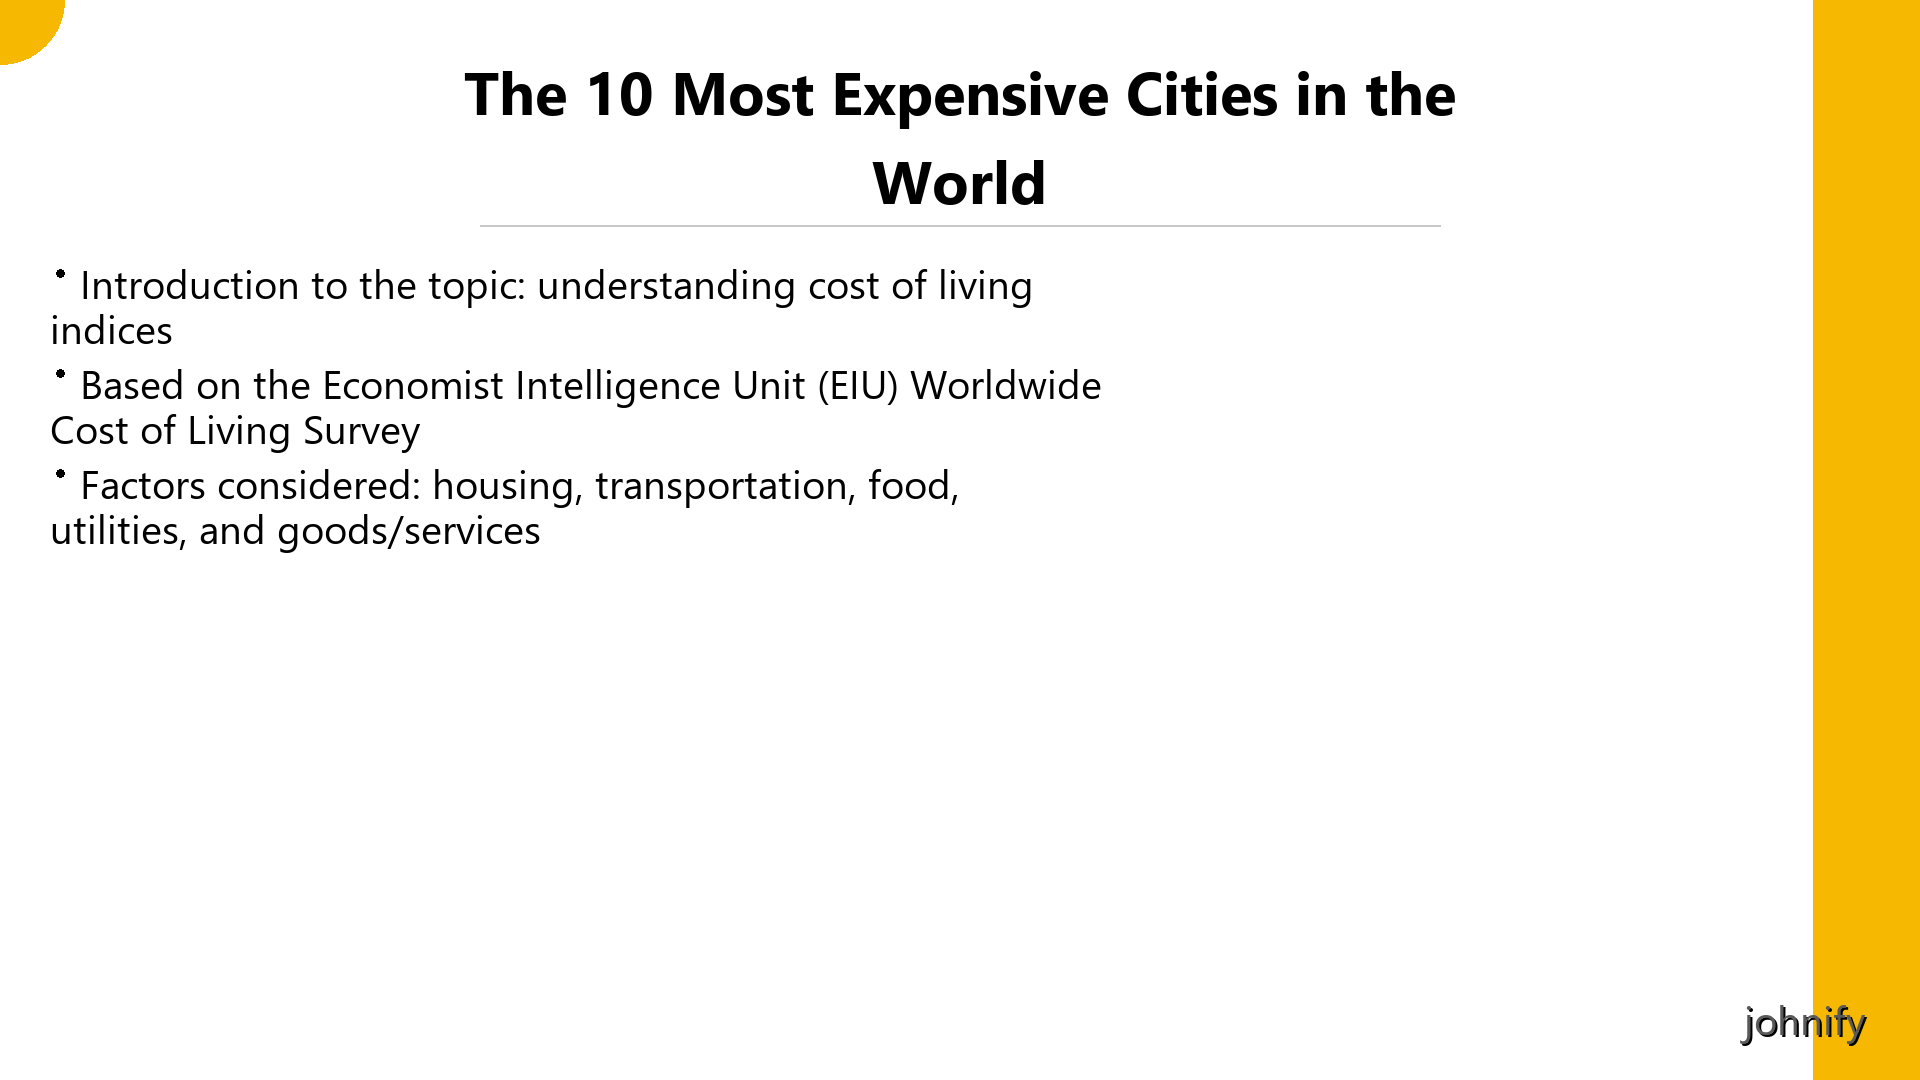 The 10 Most Expensive Cities in the
World
• Introduction to the topic: understanding cost of living
indices
• Based on the Economist Intelligence Unit (EIU) Worldwide
Cost of Living Survey
• Factors considered: housing, transportation, food,
utilities, and goods/services
johnify